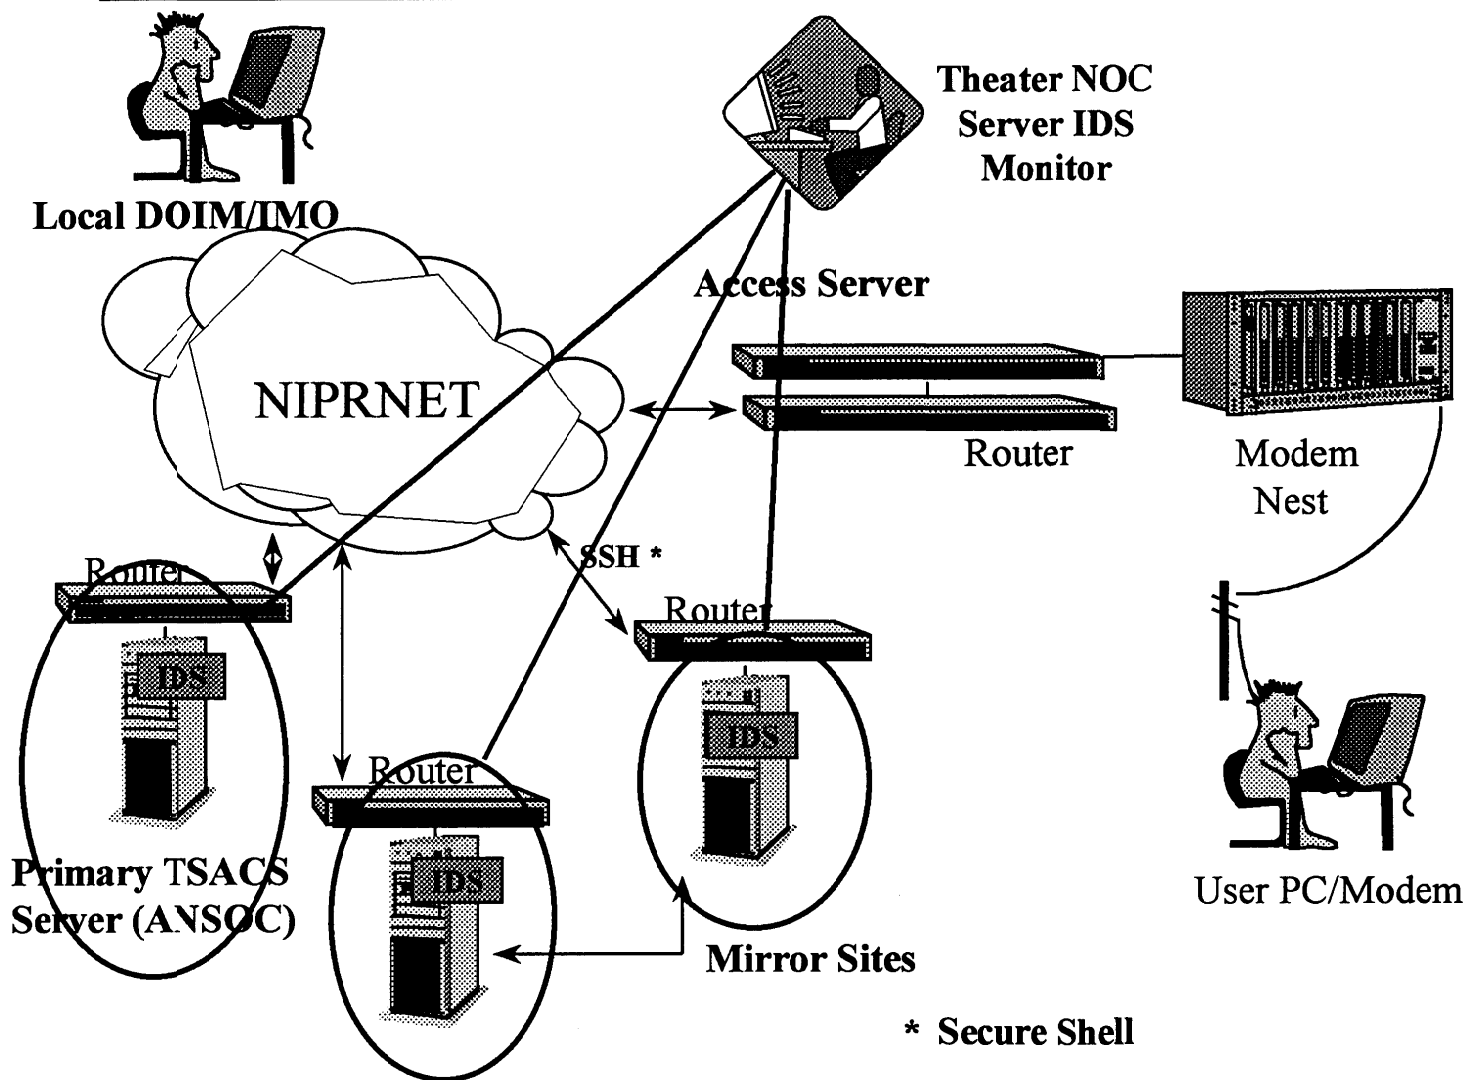 Theater NOC
Server IDS
Monitor
Local DOIM/IMO
Access Server
NIPRNET
Router
Modem
Nest
SSH *
Router
Router
IDS
IDS
Router
Primary TSACS
Server (ANSOC)
IDS
User PC/Modem
Mirror Sites
* Secure Shell